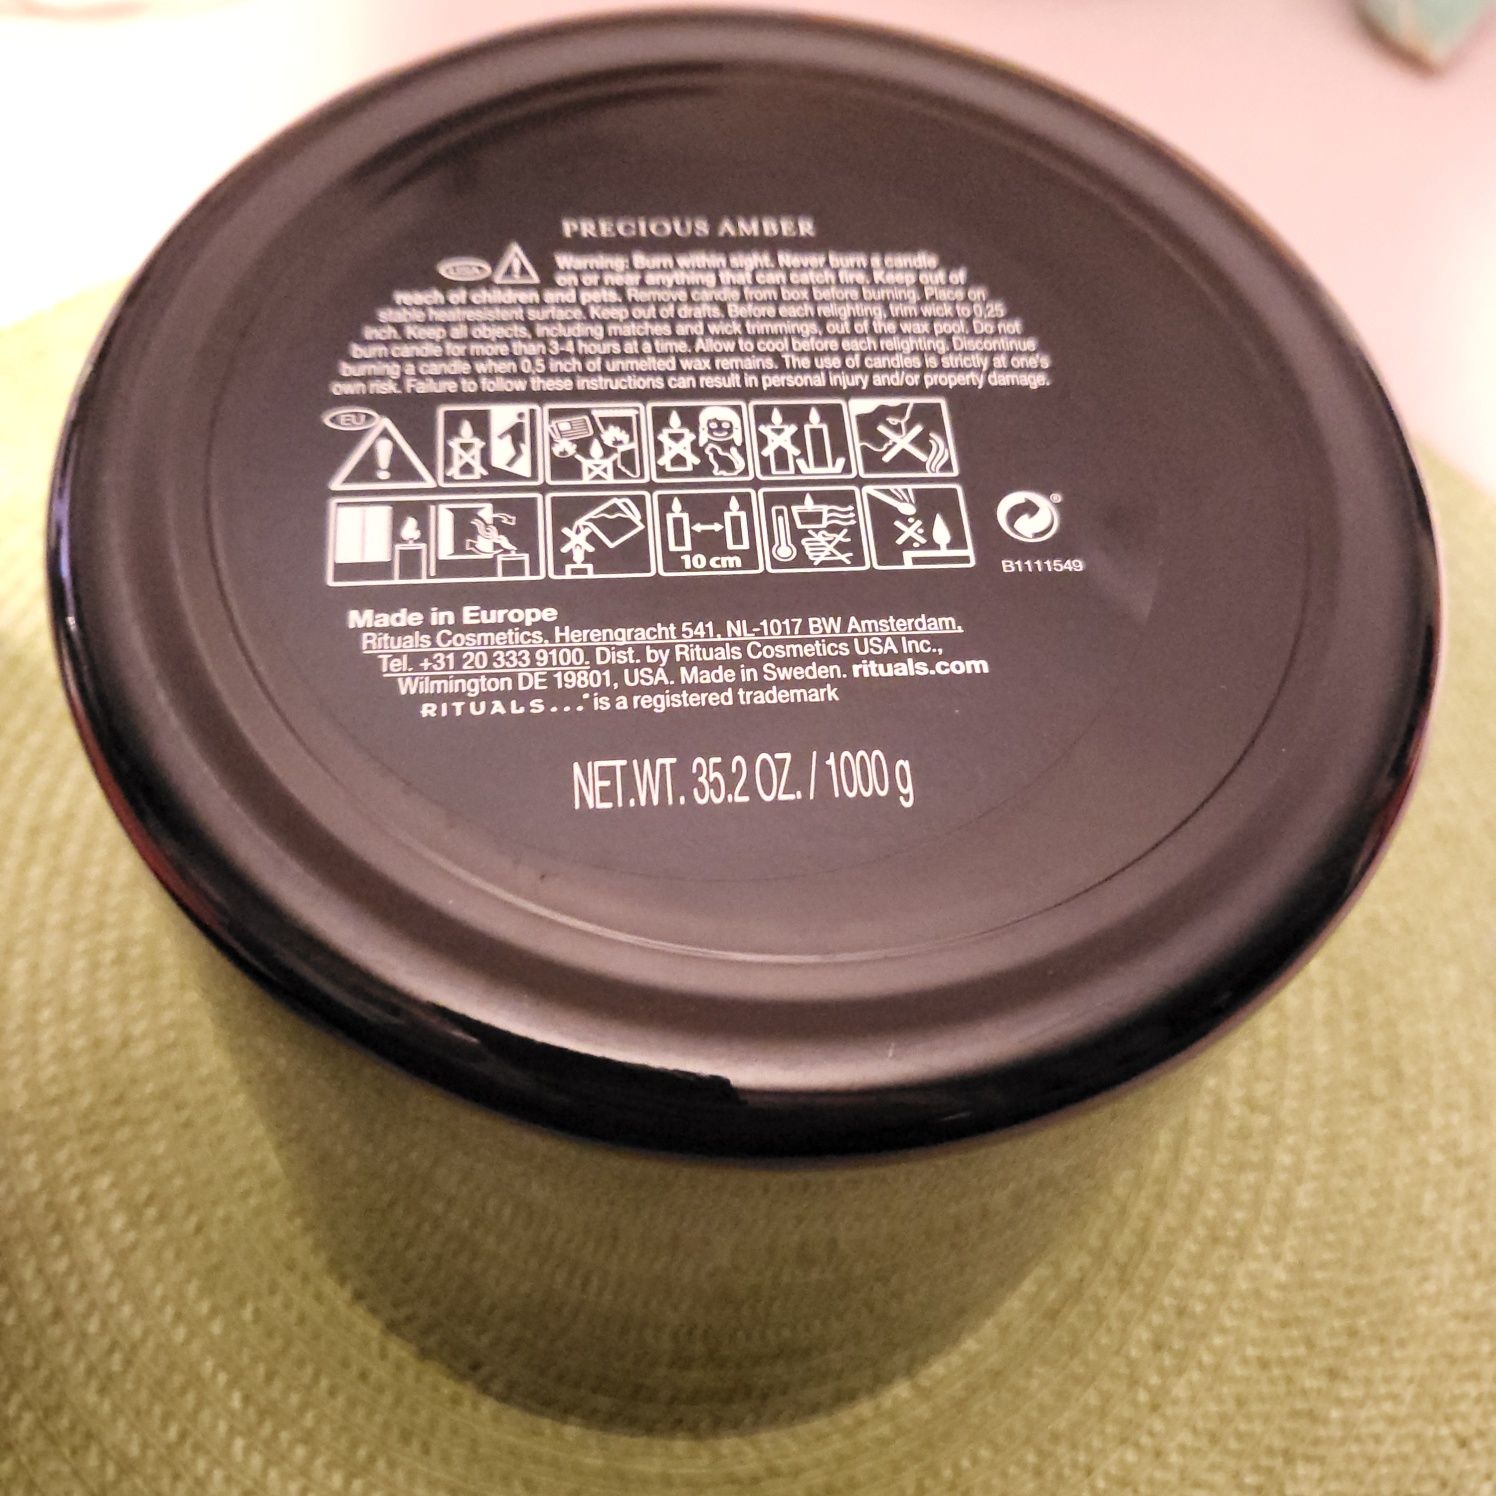 PRECIOUS AMBER
USA Warning: Burn within sight. Never burn a candle
on or near anything that can catch fire. Keep out of
reach of children and pets. Remove candle from box before burning. Place on
stable heatresistent surface. Keep out of drafts. Before each relighting, trim wick to 0,25
inch. Keep all objects, including matches and wick trimmings, out of the wax pool. Do not
burn candle for more than 3-4 hours at a time. Allow to cool before each relighting. Discontinue
burning a candle when 0,5 inch of unmelted wax remains. The use of candles is strictly at one's
own risk. Failure to follow these instructions can result in personal injury and/or property damage.
EU
10 cm
B1111549
Made in Europe
Rituals Cosmetics, Herengracht 541, NL-1017 BW Amsterdam,
Tel. +31 20 333 9100. Dist. by Rituals Cosmetics USA Inc.,
Wilmington DE 19801, USA. Made in Sweden. rituals.com
RITUALS...® is a registered trademark
NET.WT. 35.2 OZ. / 1000 g